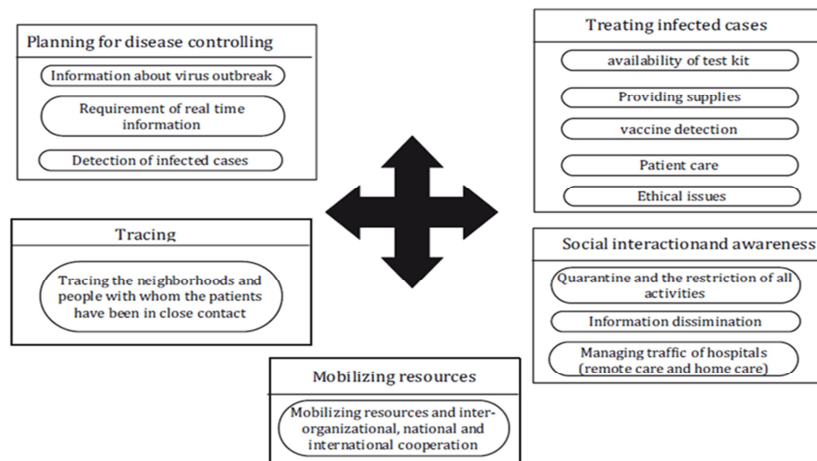 Planning for disease controlling
Information about virus outbreak
Requirement of real time
information
Detection of infected cases
Tracing
Tracing the neighborhoods and
people with whom the patients
have been in close contact
Mobilizing resources
Mobilizing resources and inter-
organizational, national and
international cooperation
Treating infected cases
availability of test kit
Providing supplies
vaccine detection
Patient care
Ethical issues
Social interactionand awareness
Quarantine and the restriction of all
activities
Information dissimination
Managing traffic of hospitals
(remote care and home care)